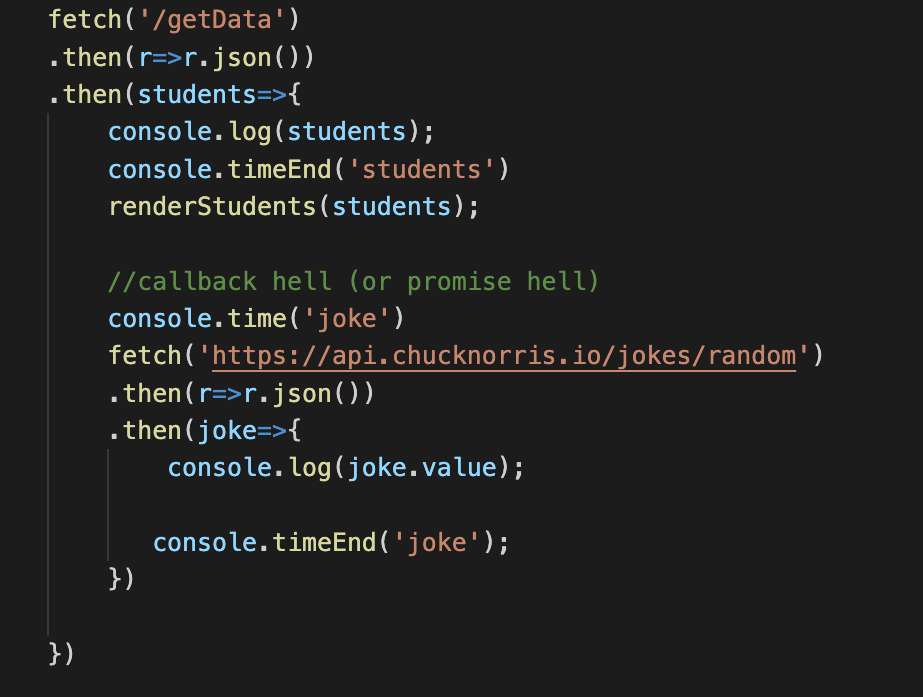 fetch('/getData')
.then(r=>r.json())
.then(students=>{
console.log(students);
console.timeEnd('students')
renderStudents(students);
//callback hell (or promise hell)
console.time('joke')
fetch('https://api.chucknorris.io/jokes/random')
.then(r=>r.json())
.then(joke=>{
console.log(joke.value);
console.timeEnd('joke');
})
})